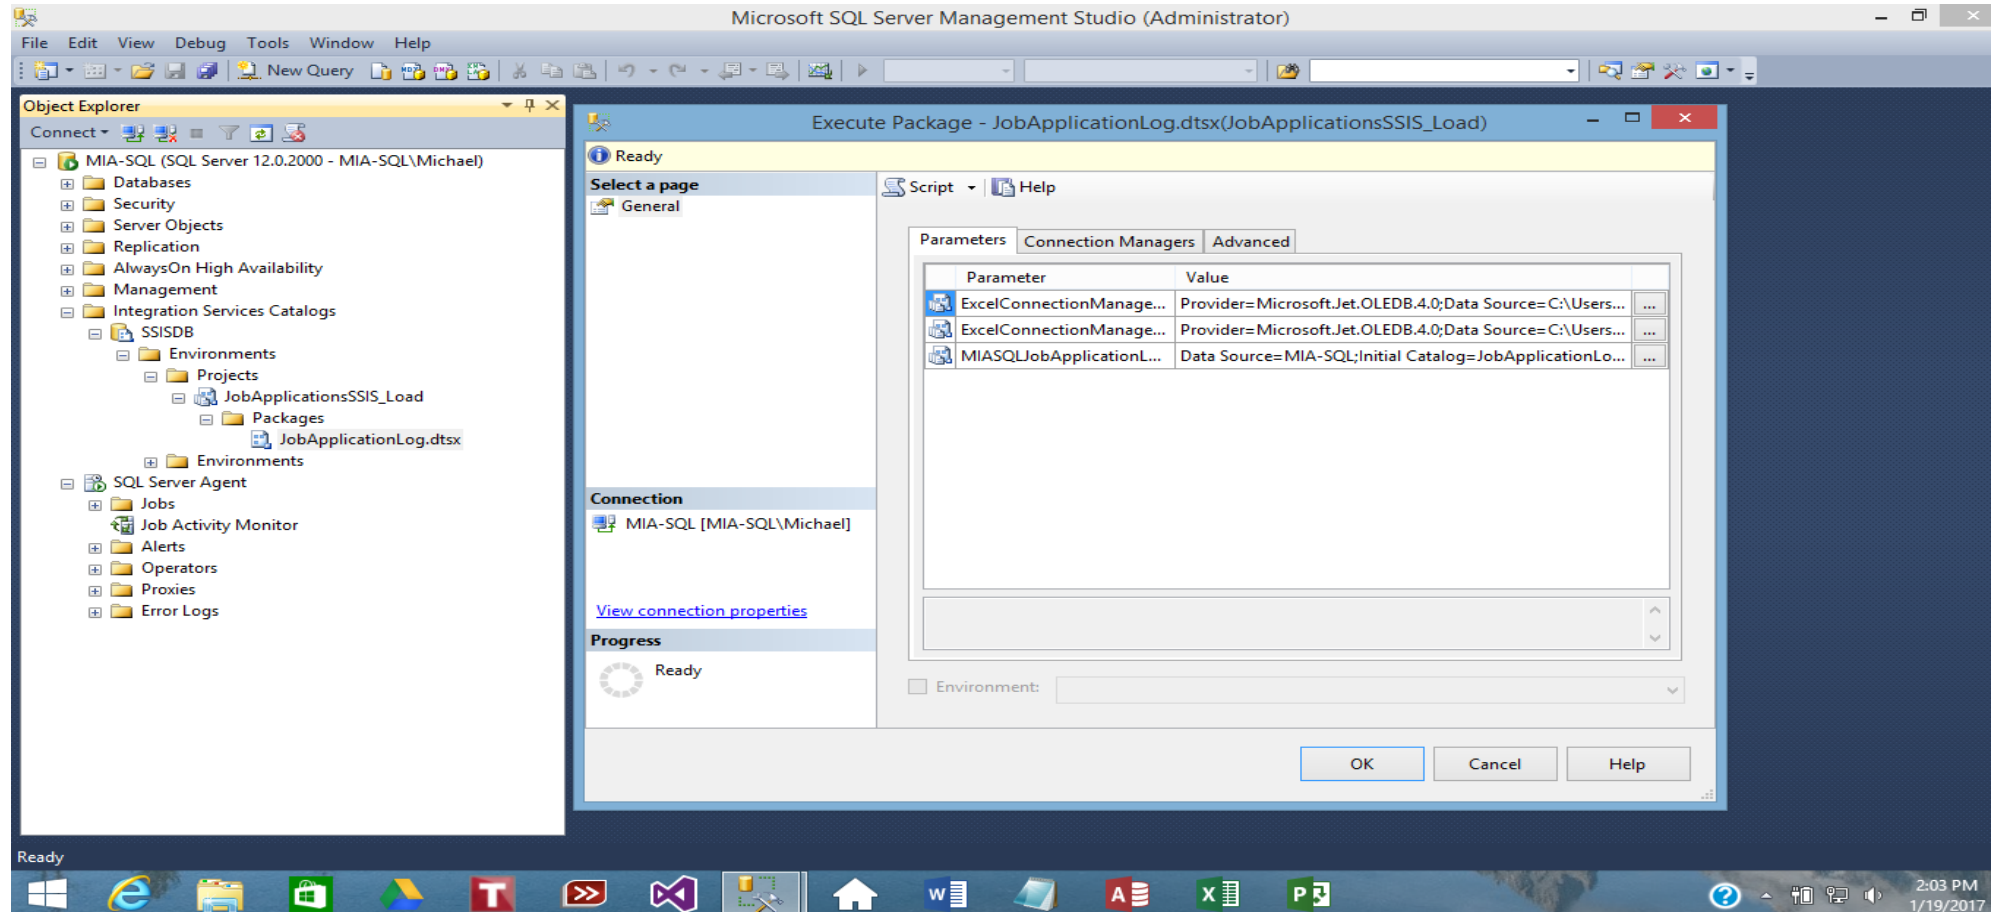 Microsoft SQL Server Management Studio (Administrator)
File Edit View Debug Tools Window Help
New Query
Object Explorer
Connect
MIA-SQL (SQL Server 12.0.2000 - MIA-SQL\Michael)
Databases
Security
Server Objects
Replication
AlwaysOn High Availability
Management
Integration Services Catalogs
SSISDB
Environments
Projects
JobApplicationsSSIS_Load
Packages
JobApplicationLog.dtsx
Environments
SQL Server Agent
Jobs
Job Activity Monitor
Alerts
Operators
Proxies
Error Logs
Execute Package - JobApplicationLog.dtsx(JobApplicationsSSIS_Load)
Ready
Select a page
General
Connection
MIA-SQL [MIA-SQL\Michael]
View connection properties
Progress
Ready
Script Help
Parameters Connection Managers Advanced
Parameter Value
ExcelConnectionManage... Provider=Microsoft.Jet.OLEDB.4.0;Data Source=C:\Users... ...
ExcelConnectionManage... Provider=Microsoft.Jet.OLEDB.4.0;Data Source=C:\Users... ...
MIASQLJobApplicationL... Data Source=MIA-SQL;Initial Catalog=JobApplicationLo... ...
Environment:
OK Cancel Help
Ready
2:03 PM
1/19/2017